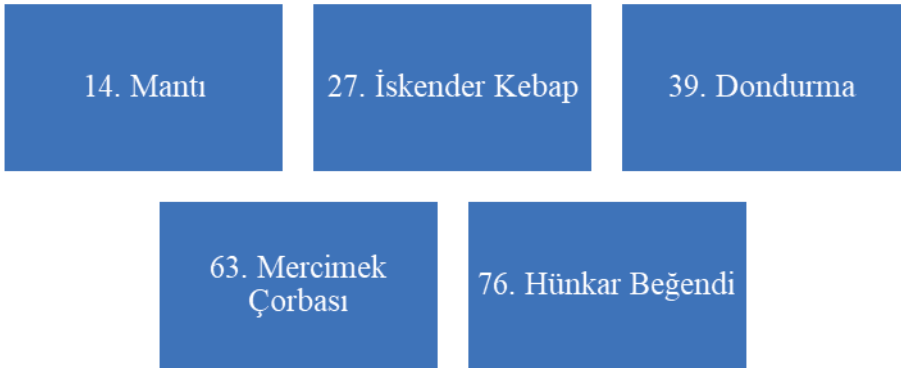 14. Mantı
27. İskender Kebap
39. Dondurma
63. Mercimek
Çorbası
76. Hünkar Beğendi